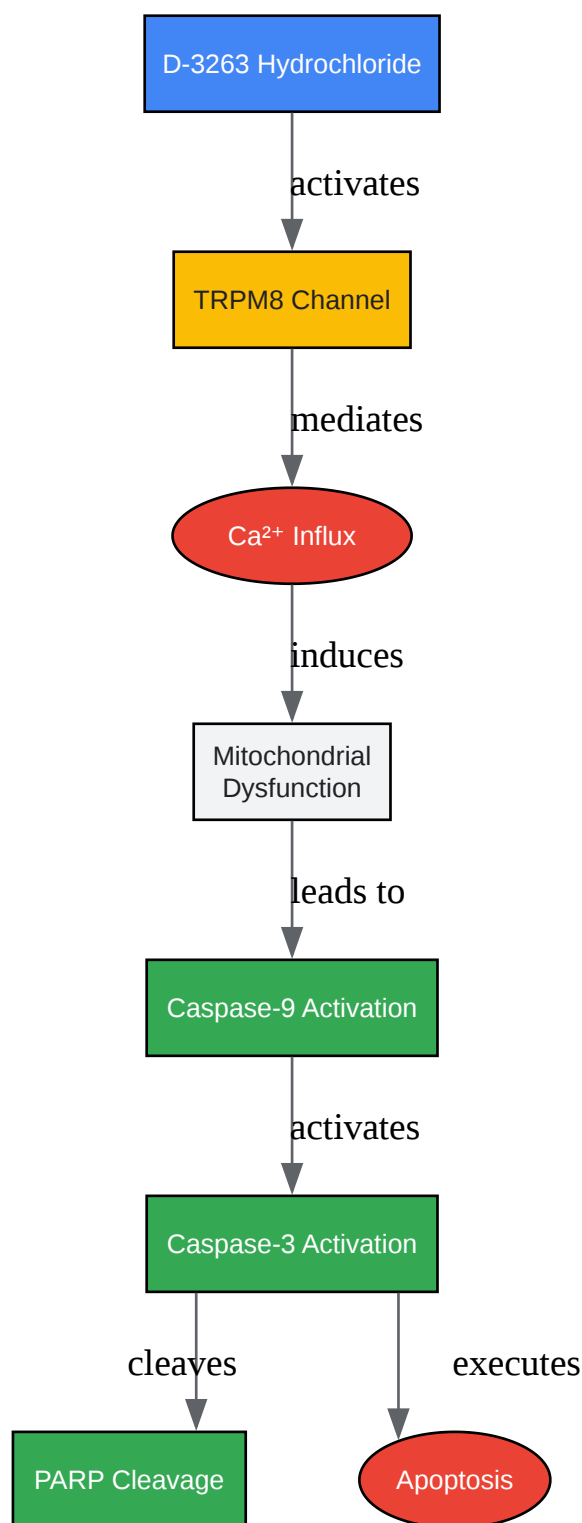 D-3263 Hydrochloride
activates
TRPM8 Channel
mediates
Ca²⁺ Influx
induces
Mitochondrial
Dysfunction
leads to
Caspase-9 Activation
activates
Caspase-3 Activation
cleaves
executes
PARP Cleavage
Apoptosis